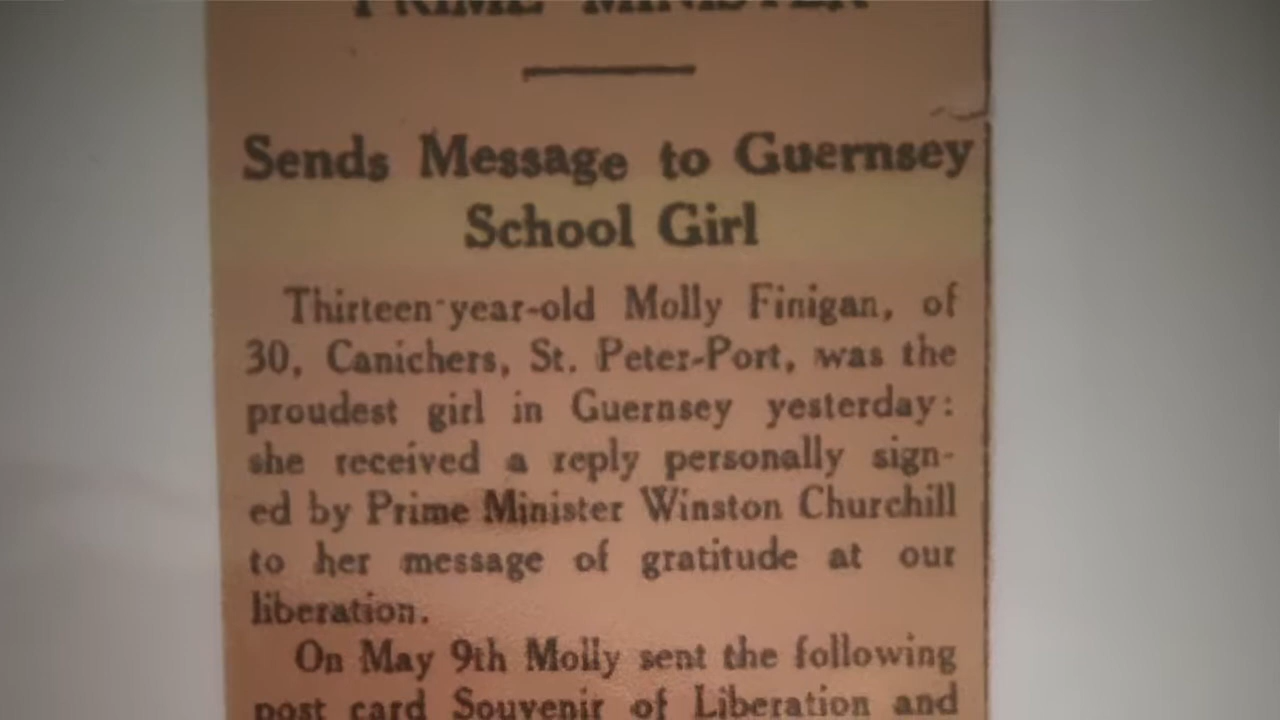 PRIME MINISTER
Sends Message to Guernsey
School Girl
Thirteen-year-old Molly Finigan, of
30, Canichers, St. Peter-Port, was the
proudest girl in Guernsey yesterday:
she received a reply personally sign-
ed by Prime Minister Winston Churchill
to her message of gratitude at our
liberation.
On May 9th Molly sent the following
post card Souvenir of Liberation and